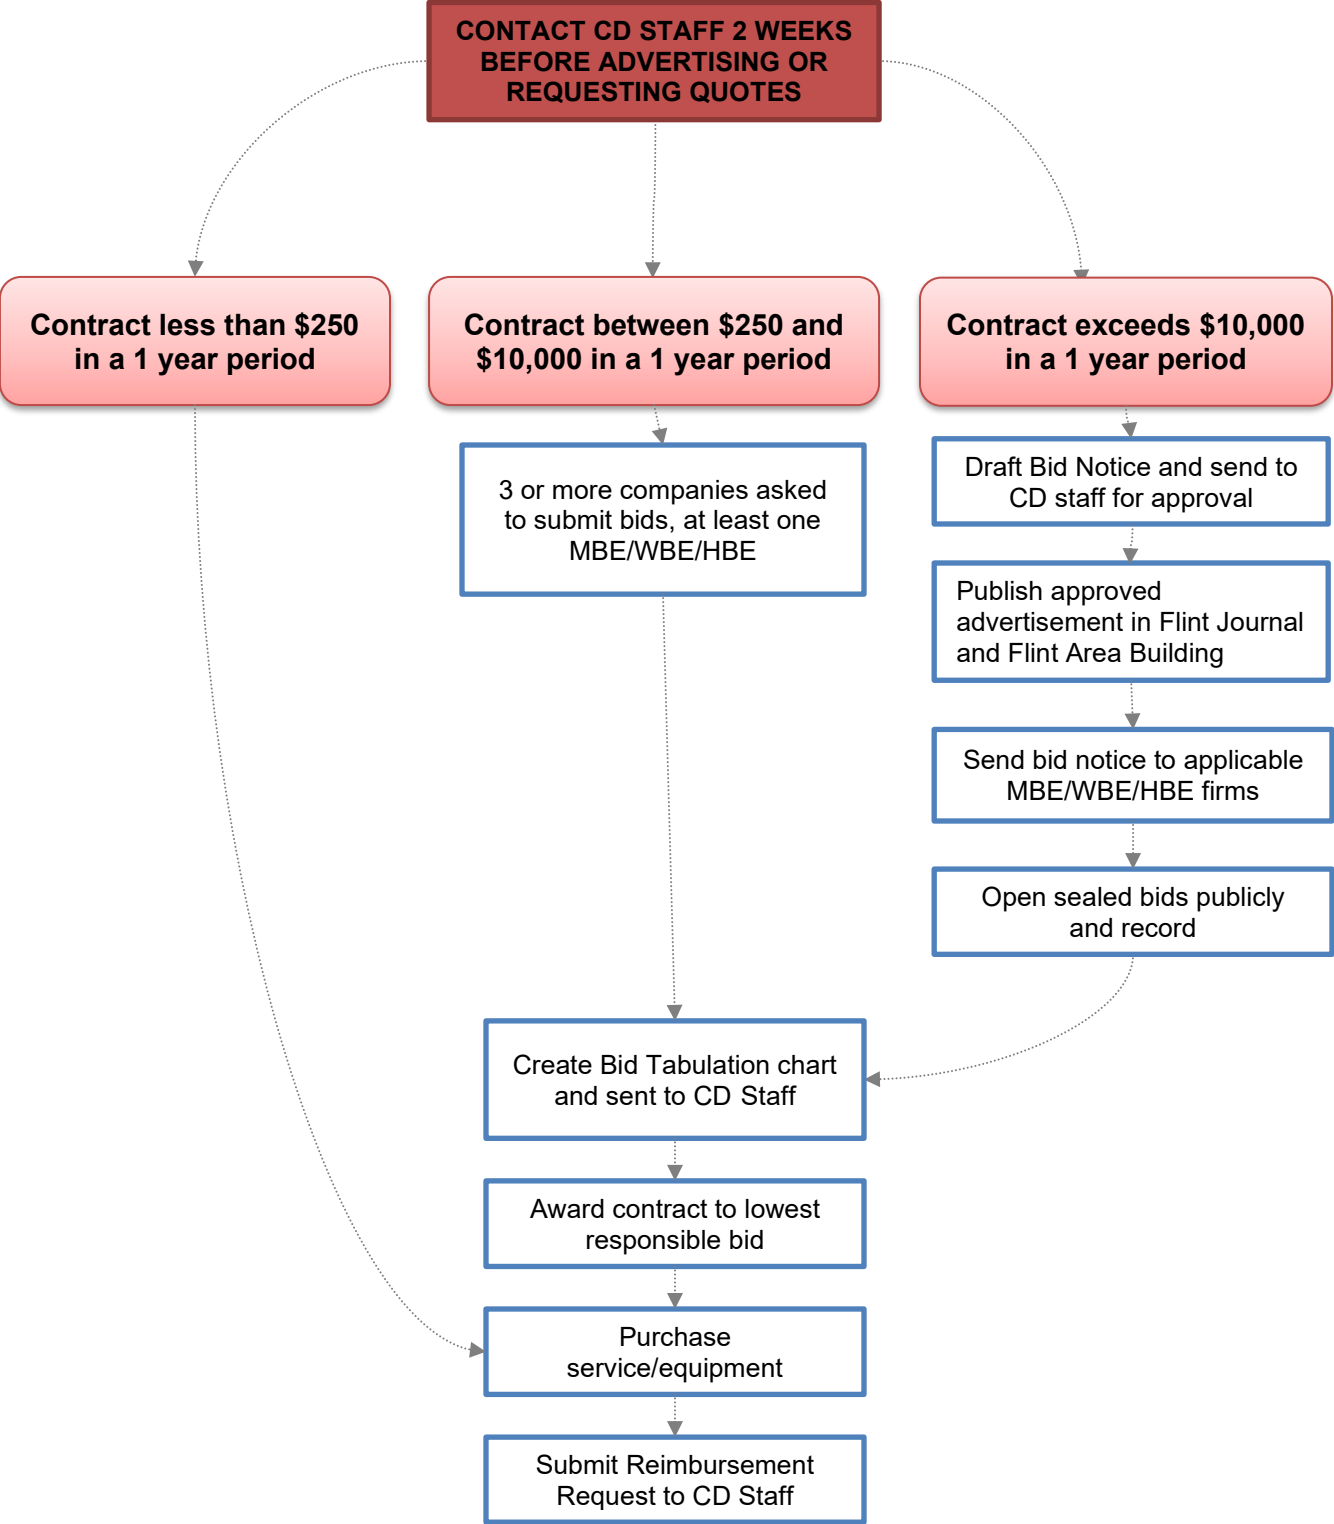 CONTACT CD STAFF 2 WEEKS
BEFORE ADVERTISING OR
REQUESTING QUOTES
Contract less than $250
in a 1 year period
Contract between $250 and
$10,000 in a 1 year period
Contract exceeds $10,000
in a 1 year period
3 or more companies asked
to submit bids, at least one
MBE/WBE/HBE
Draft Bid Notice and send to
CD staff for approval
Publish approved
advertisement in Flint Journal
and Flint Area Building
Send bid notice to applicable
MBE/WBE/HBE firms
Open sealed bids publicly
and record
Create Bid Tabulation chart
and sent to CD Staff
Award contract to lowest
responsible bid
Purchase
service/equipment
Submit Reimbursement
Request to CD Staff